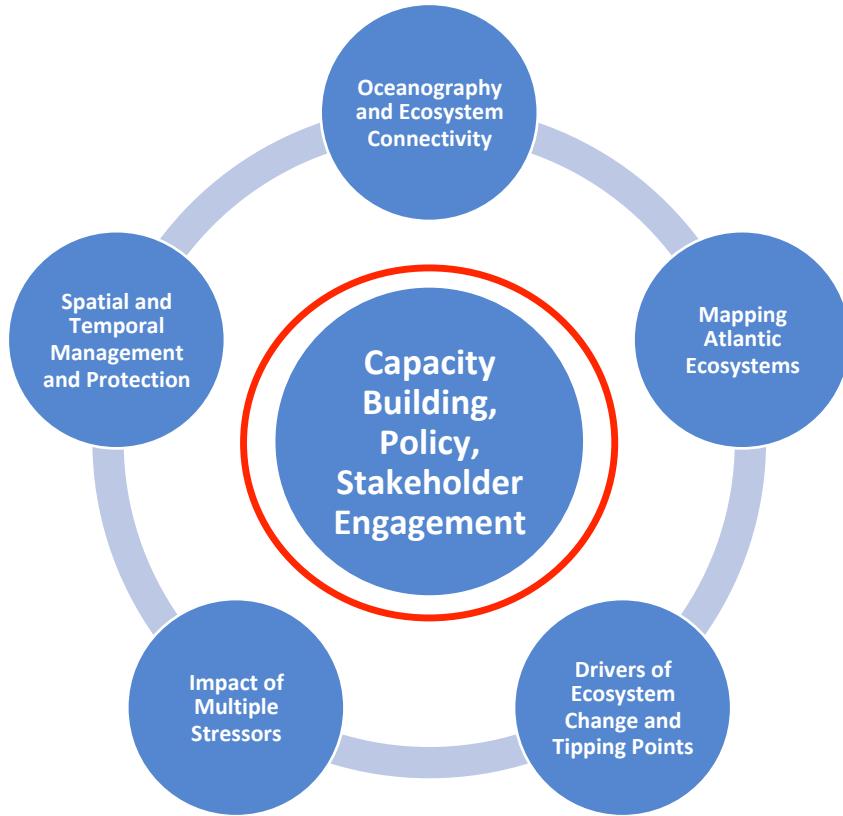 Oceanography
and Ecosystem
Connectivity
Spatial and
Temporal
Management
and Protection
Mapping
Atlantic
Ecosystems
Capacity
Building,
Policy,
Stakeholder
Engagement
Impact of
Multiple
Stressors
Drivers of
Ecosystem
Change and
Tipping Points